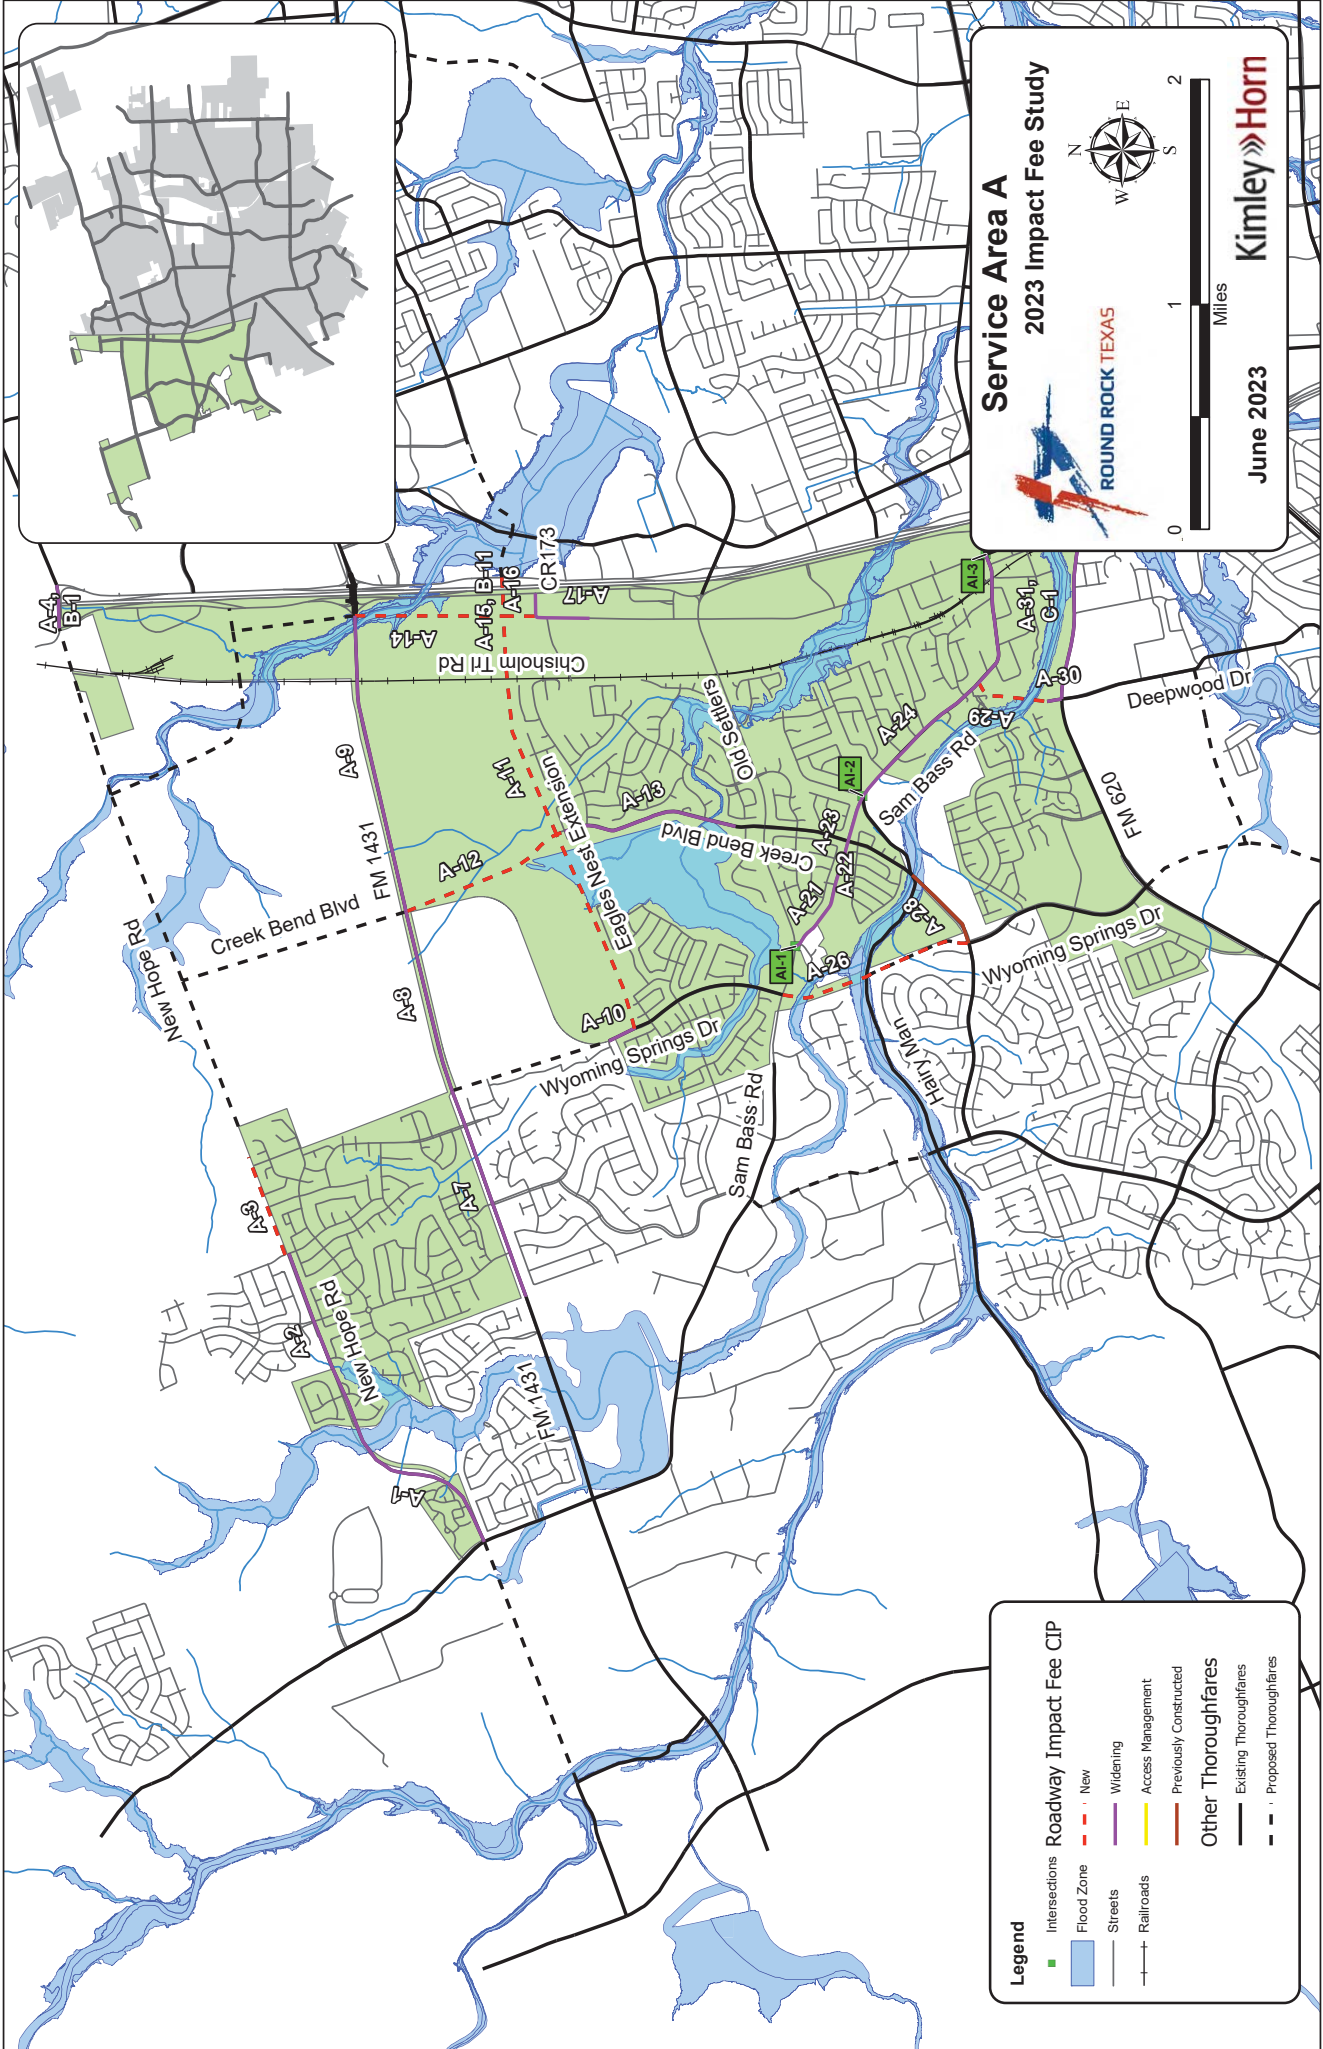 Service Area A
2023 Impact Fee Study
N
W
E
S
ROUND ROCK TEXAS
0
1
2
Miles
June 2023
Kimley»Horn
Legend
Intersections
Flood Zone
Streets
Railroads
Roadway Impact Fee CIP
New
Widening
Access Management
Previously Constructed
Other Thoroughfares
Existing Thoroughfares
Proposed Thoroughfares
A-4,
B-1
A-14
A-15, B-11
A-16
CR173
A-17
Chisholm Trl Rd
A-9
FM 1431
A-12
A-11
Eagles Nest Extension
A-13
Creek Bend Blvd
Old Settlers
Creek Bend Blvd
New Hope Rd
A-8
A-10
Wyoming Springs Dr
AI-1
A-21
A-22
A-23
AI-2
A-24
Sam Bass Rd
AI-3
A-31,
C-1
A-30
A-29
Deepwood Dr
FM 620
A-28
A-26
Wyoming Springs Dr
Hairy Man
Sam Bass Rd
A-3
A-7
A-2
New Hope Rd
A-1
FM 1431